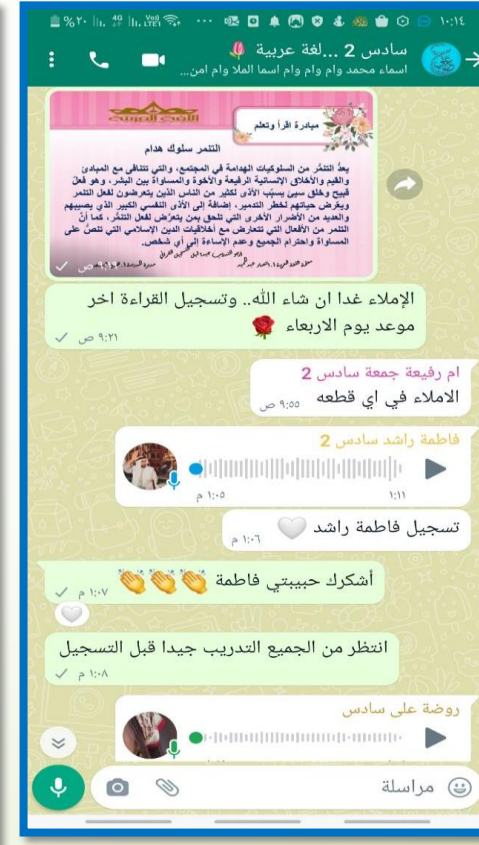 ١٠:١٤
%٢٠
4G
سادس 2 ...لغة عربية
اسماء محمد وام وام وام اسما الملا وام امن...
مبادرة اقرأ وتعلم
التنمر سلوك هدام
يعدُّ التنمّر من السلوكيات الهدامة في المجتمع، والتي تتنافى مع المبادئ
والقيم والأخلاق الإنسانية الرفيعة والأخوة والمساواة بين البشر، وهو فعلٌ
قبيح وخلق سيئ يسبّب الأذى لكثير من الناس الذين يتعرضون لفعل التنمر
ويعرض حياتهم لخطر التدمير، إضافة إلى الأذى النفسي الكبير الذي يصيبهم
والعديد من الأضرار الأخرى التي تلحق بمن يتعرّض لفعل التنمُّر، كما أنّ
التنمر من الأفعال التي تتعارض مع أخلاقيات الدين الإسلامي التي تنصُّ على
المساواة واحترام الجميع وعدم الإساءة إلى أي شخص.
الإملاء غدا ان شاء الله.. وتسجيل القراءة اخر
موعد يوم الاربعاء 🌹
٩:٢١ ص
ام رفيعة جمعة سادس 2
الاملاء في اي قطعه
٩:٥٥ ص
فاطمة راشد سادس 2
١:١١
١:٠٥ م
تسجيل فاطمة راشد 🤍
١:٠٦ م
أشكرك حبيبتي فاطمة 👏👏👏
١:٠٧ م
انتظر من الجميع التدريب جيدا قبل التسجيل
١:٠٨ م
روضة على سادس
مراسلة